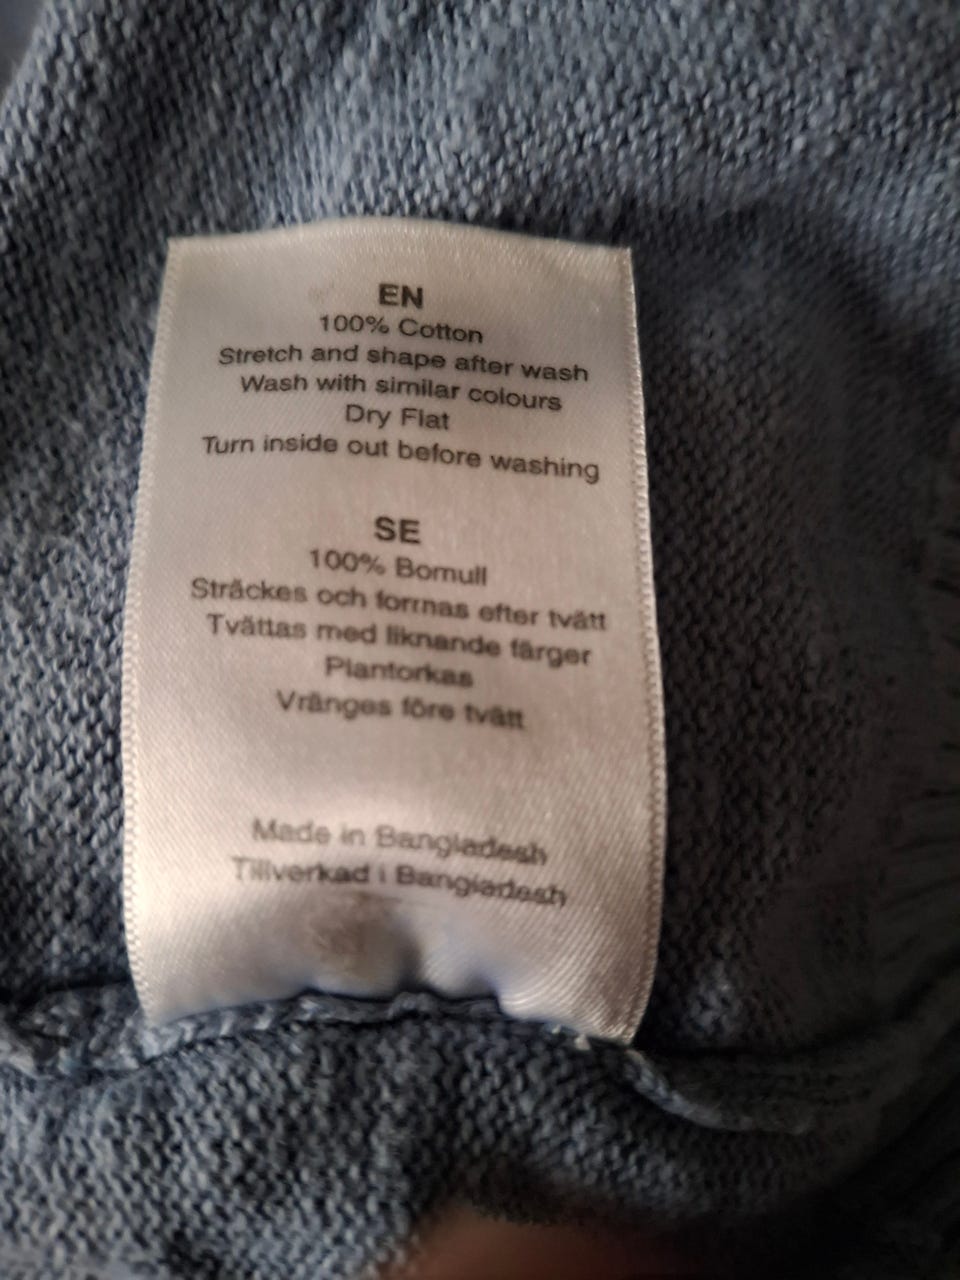 EN
100% Cotton
Stretch and shape after wash
Wash with similar colours
Dry Flat
Turn inside out before washing
SE
100% Bomull
Sträckes och formas efter tvätt
Tvättas med liknande färger
Plantorkas
Vränges före tvätt
Made in Bangladesh
Tillverkad i Bangladesh